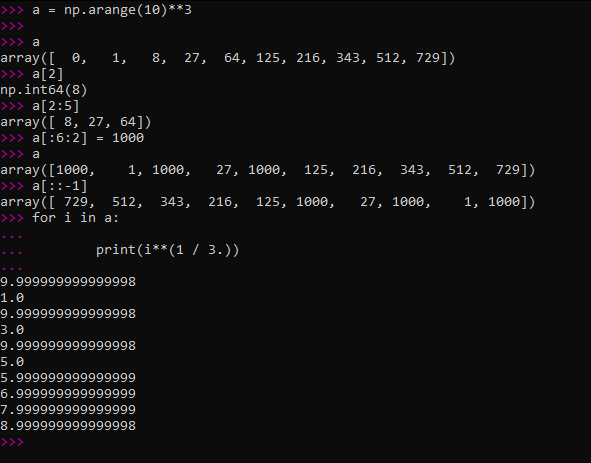 >>> a = np.arange(10)**3
>>>
>>> a
array([  0,   1,   8,  27,  64, 125, 216, 343, 512, 729])
>>> a[2]
np.int64(8)
>>> a[2:5]
array([ 8, 27, 64])
>>> a[:6:2] = 1000
>>> a
array([1000,    1, 1000,   27, 1000,  125,  216,  343,  512,  729])
>>> a[::-1]
array([ 729,  512,  343,  216,  125, 1000,   27, 1000,    1, 1000])
>>> for i in a:
...
...         print(i**(1 / 3.))
...
9.999999999999998
1.0
9.999999999999998
3.0
9.999999999999998
5.0
5.999999999999999
6.999999999999999
7.999999999999999
8.999999999999998
>>>